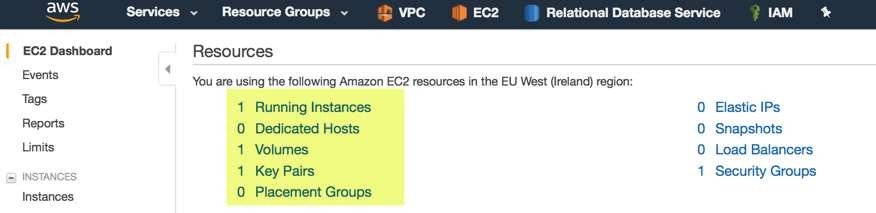 aws Services Resource Groups VPC EC2 Relational Database Service IAM
EC2 Dashboard
Events
Tags
Reports
Limits
INSTANCES
Instances
Resources
You are using the following Amazon EC2 resources in the EU West (Ireland) region:
1 Running Instances
0 Dedicated Hosts
1 Volumes
1 Key Pairs
0 Placement Groups
0 Elastic IPs
0 Snapshots
0 Load Balancers
1 Security Groups